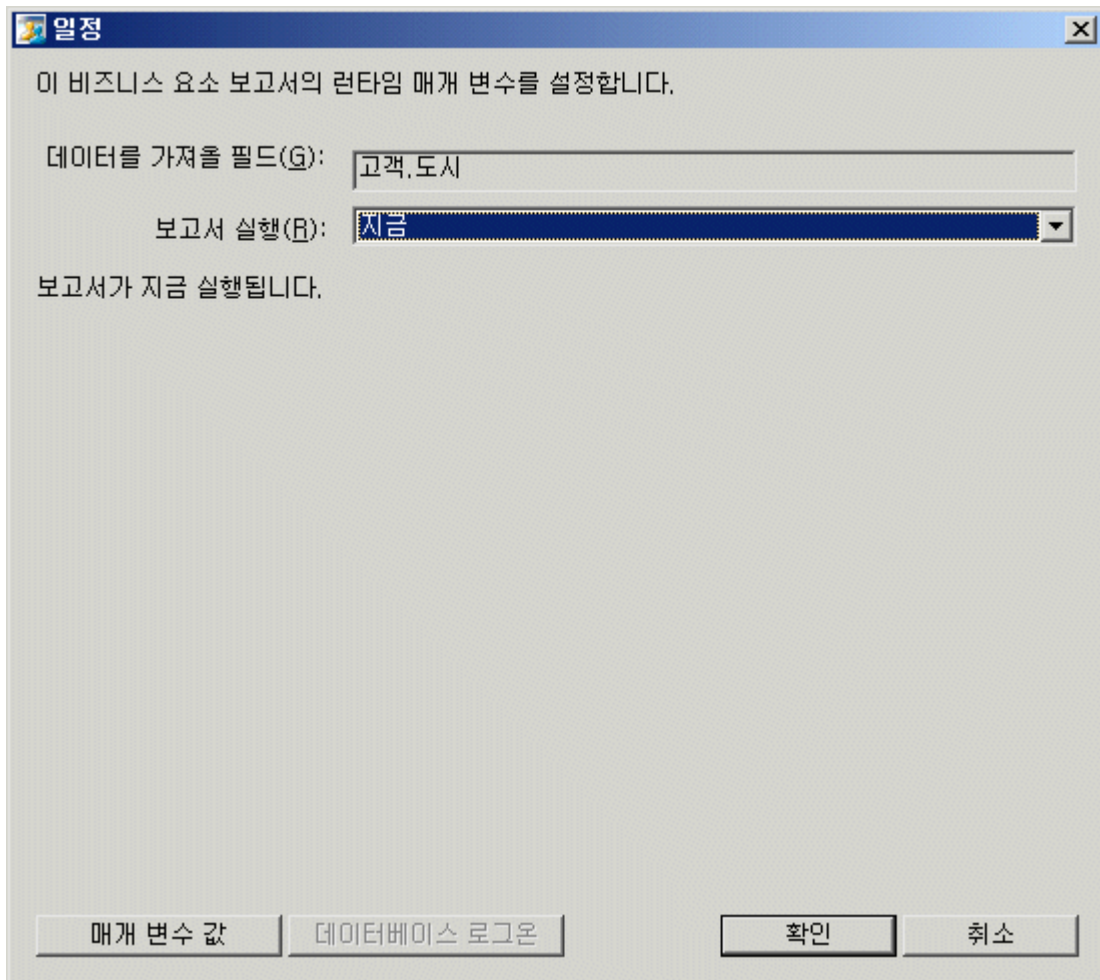 일정
이 비즈니스 요소 보고서의 런타임 매개 변수를 설정합니다.
데이터를 가져올 필드(G): 고객.도시
보고서 실행(R): 지금
보고서가 지금 실행됩니다.
매개 변수 값 데이터베이스 로그온 확인 취소